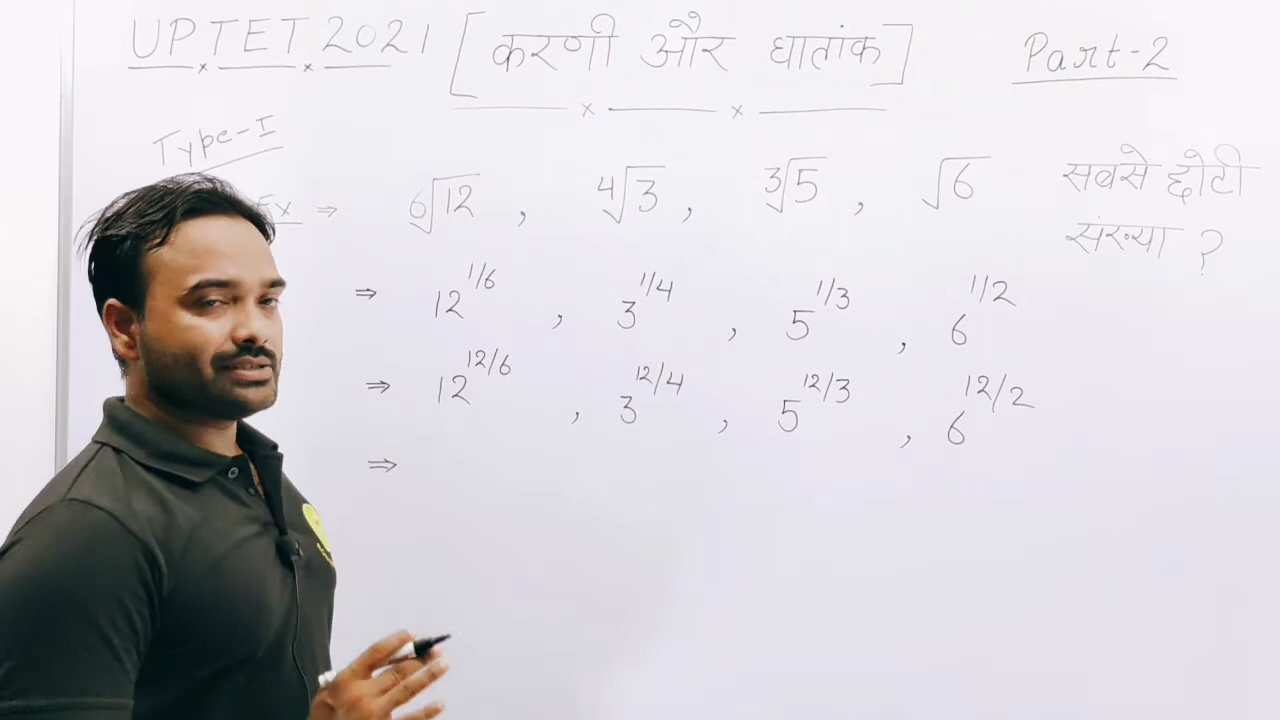 UPTET 2021 [करणी और घातांक] Part-2
Type-I
Ex ⇒ ⁶√12 , ⁴√3 , ³√5 , √6 सबसे छोटी
संख्या ?
⇒ 12^1/6 , 3^1/4 , 5^1/3 , 6^1/2
⇒ 12^12/6 , 3^12/4 , 5^12/3 , 6^12/2
⇒